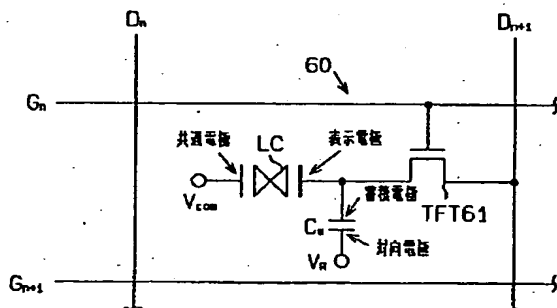 Dn Dn+1
60
Gn
共通電極 LC 表示電極
Vcom
蓄積電極
TFT61
Cs
対向電極
VR
Gn+1